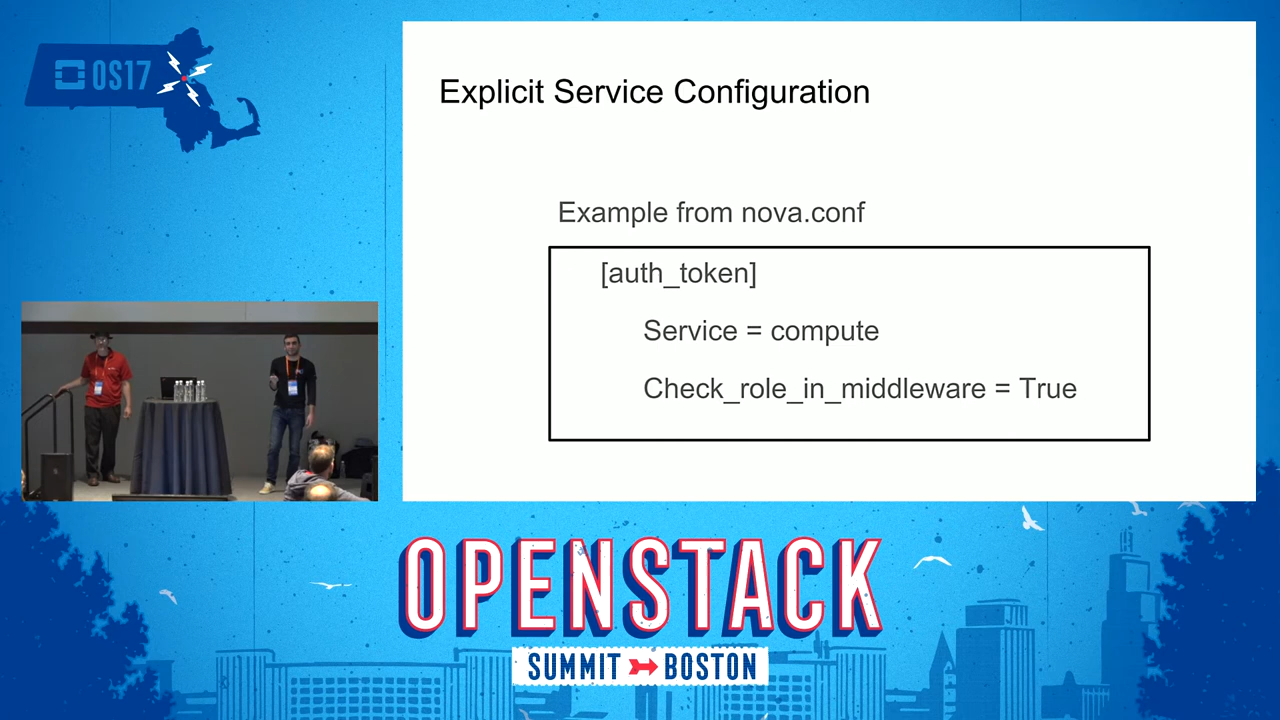 OS17
Explicit Service Configuration
Example from nova.conf
[auth_token]
Service = compute
Check_role_in_middleware = True
OPENSTACK
SUMMIT BOSTON